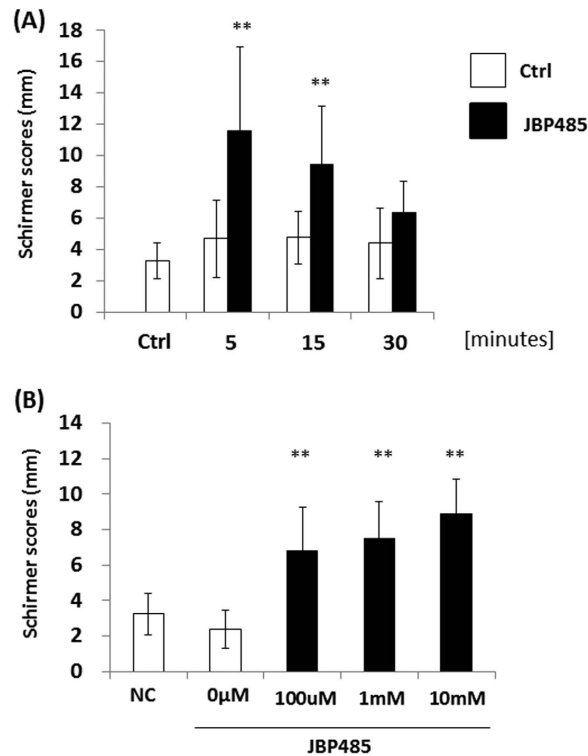 (A)
Schirmer scores (mm)
18
16
14
12
10
8
6
4
2
0
**
**
Ctrl
JBP485
Ctrl 5 15 30 [minutes]
(B)
Schirmer scores (mm)
14
12
10
8
6
4
2
0
** ** **
NC 0µM 100uM 1mM 10mM
JBP485